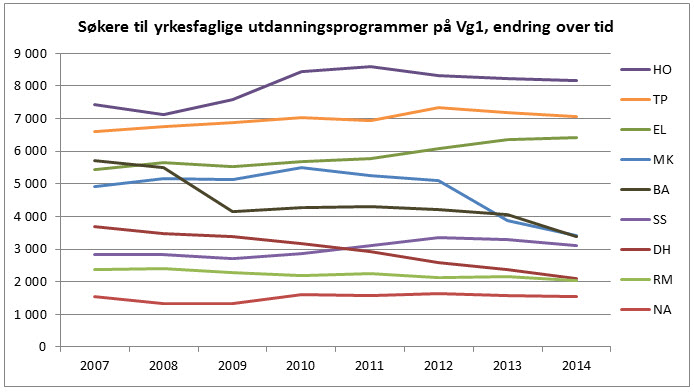 Søkere til yrkesfaglige utdanningsprogrammer på Vg1, endring over tid
9 000
8 000
7 000
6 000
5 000
4 000
3 000
2 000
1 000
0
2007 2008 2009 2010 2011 2012 2013 2014
HO
TP
EL
MK
BA
SS
DH
RM
NA